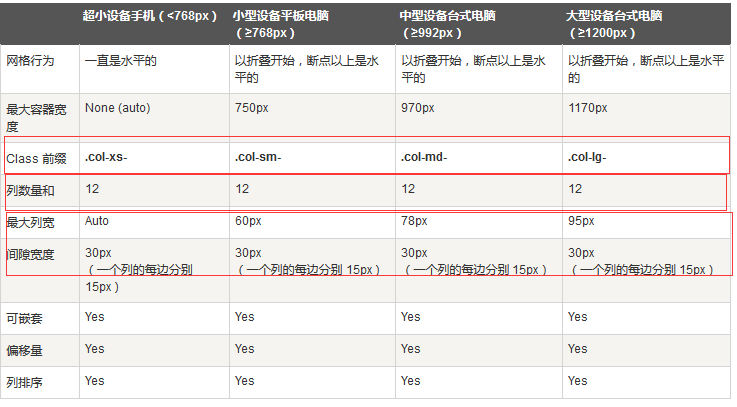 超小设备手机（<768px）
小型设备平板电脑
（≥768px）
中型设备台式电脑
（≥992px）
大型设备台式电脑
（≥1200px）
网格行为
一直是水平的
以折叠开始，断点以上是水
平的
以折叠开始，断点以上是水
平的
以折叠开始，断点以上是水平
的
最大容器宽
度
None (auto)
750px
970px
1170px
Class 前缀
.col-xs-
.col-sm-
.col-md-
.col-lg-
列数量和
12
12
12
12
最大列宽
Auto
60px
78px
95px
间隙宽度
30px
（一个列的每边分别
15px）
30px
（一个列的每边分别 15px）
30px
（一个列的每边分别 15px）
30px
（一个列的每边分别 15px）
可嵌套
Yes
Yes
Yes
Yes
偏移量
Yes
Yes
Yes
Yes
列排序
Yes
Yes
Yes
Yes